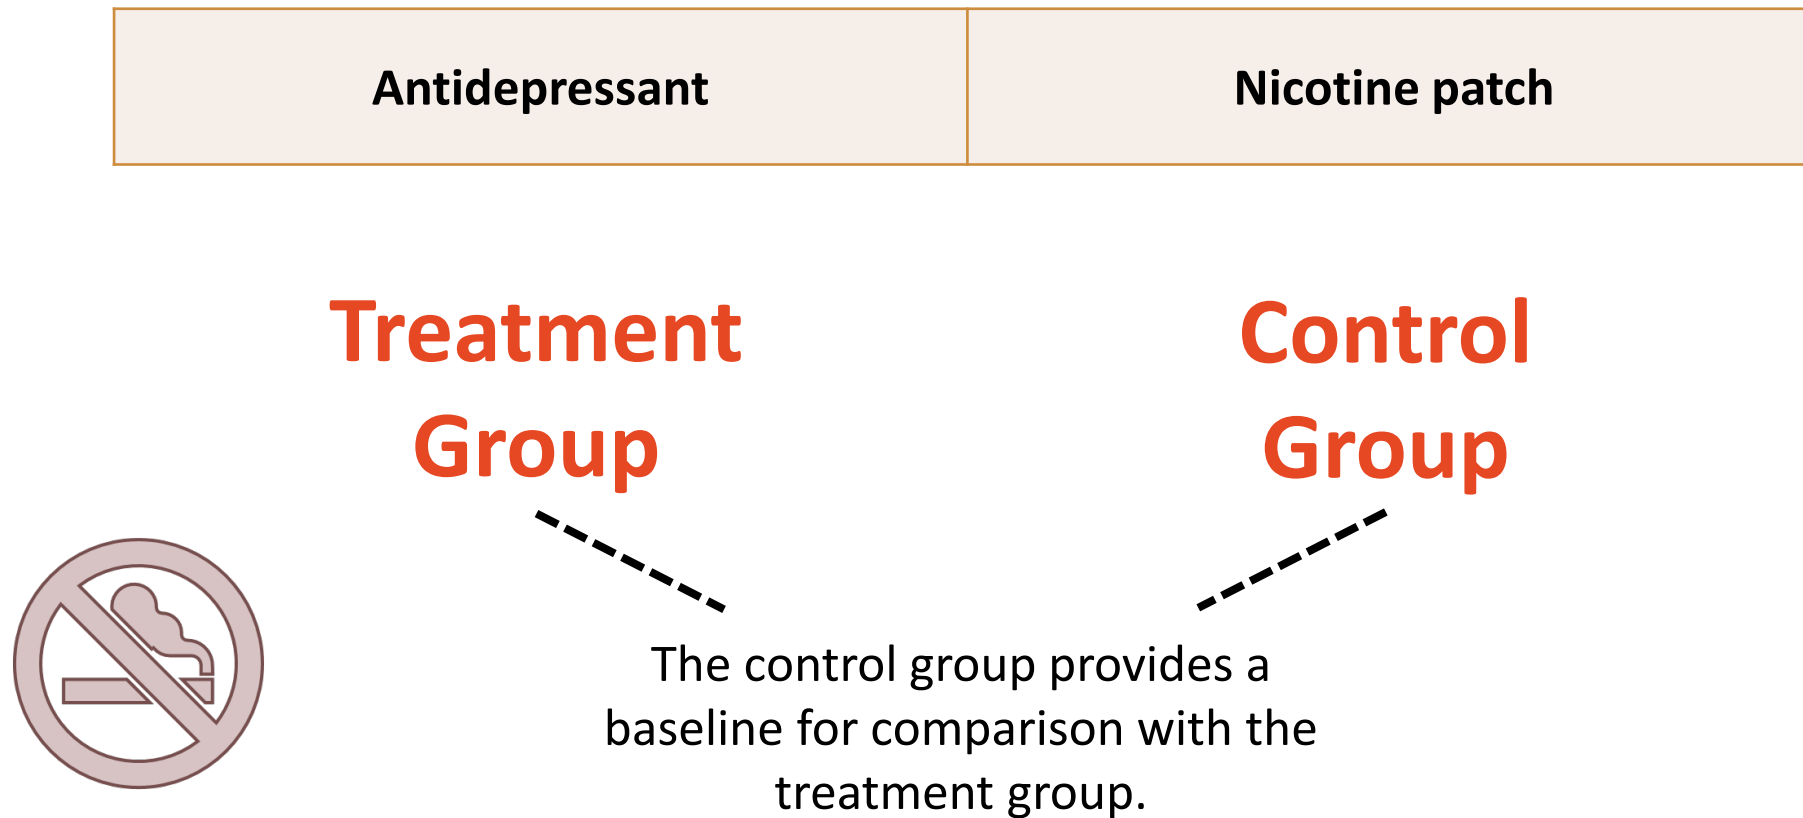 Antidepressant
Nicotine patch
Treatment
Group
Control
Group
The control group provides a
baseline for comparison with the
treatment group.